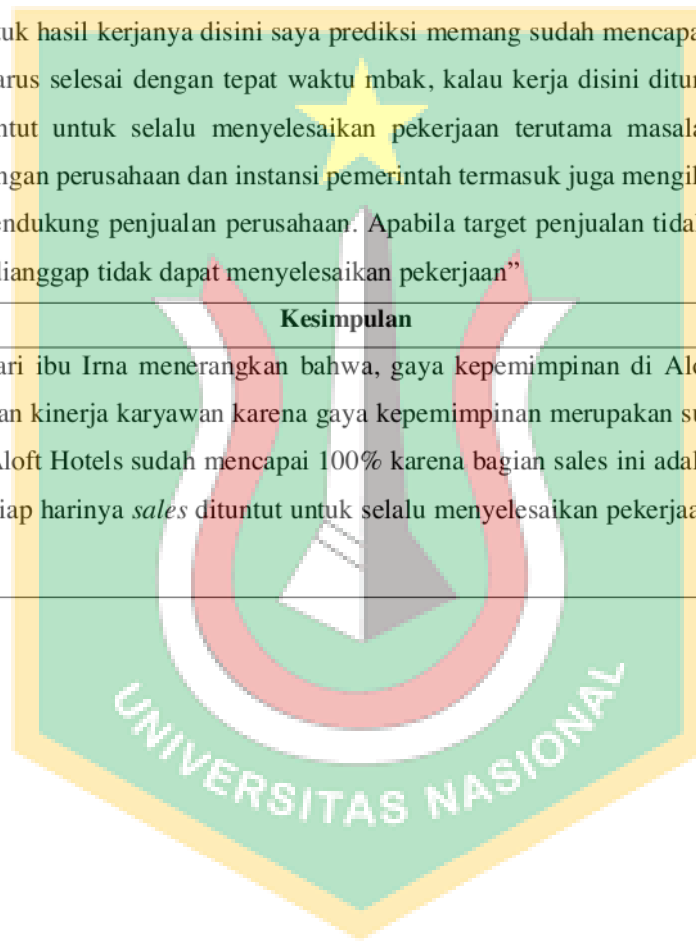 tuk hasil kerjanya disini saya prediksi memang sudah mencapa
arus selesai dengan tepat waktu mbak, kalau kerja disini ditu
ntut untuk selalu menyelesaikan pekerjaan terutama masala
ngan perusahaan dan instansi pemerintah termasuk juga mengi
endukung penjualan perusahaan. Apabila target penjualan tidak
dianggap tidak dapat menyelesaikan pekerjaan”
Kesimpulan
ari ibu Irna menerangkan bahwa, gaya kepemimpinan di Alo
an kinerja karyawan karena gaya kepemimpinan merupakan su
Aloft Hotels sudah mencapai 100% karena bagian sales ini adal
iap harinya sales dituntut untuk selalu menyelesaikan pekerjaa
UNIVERSITAS NASIONAL